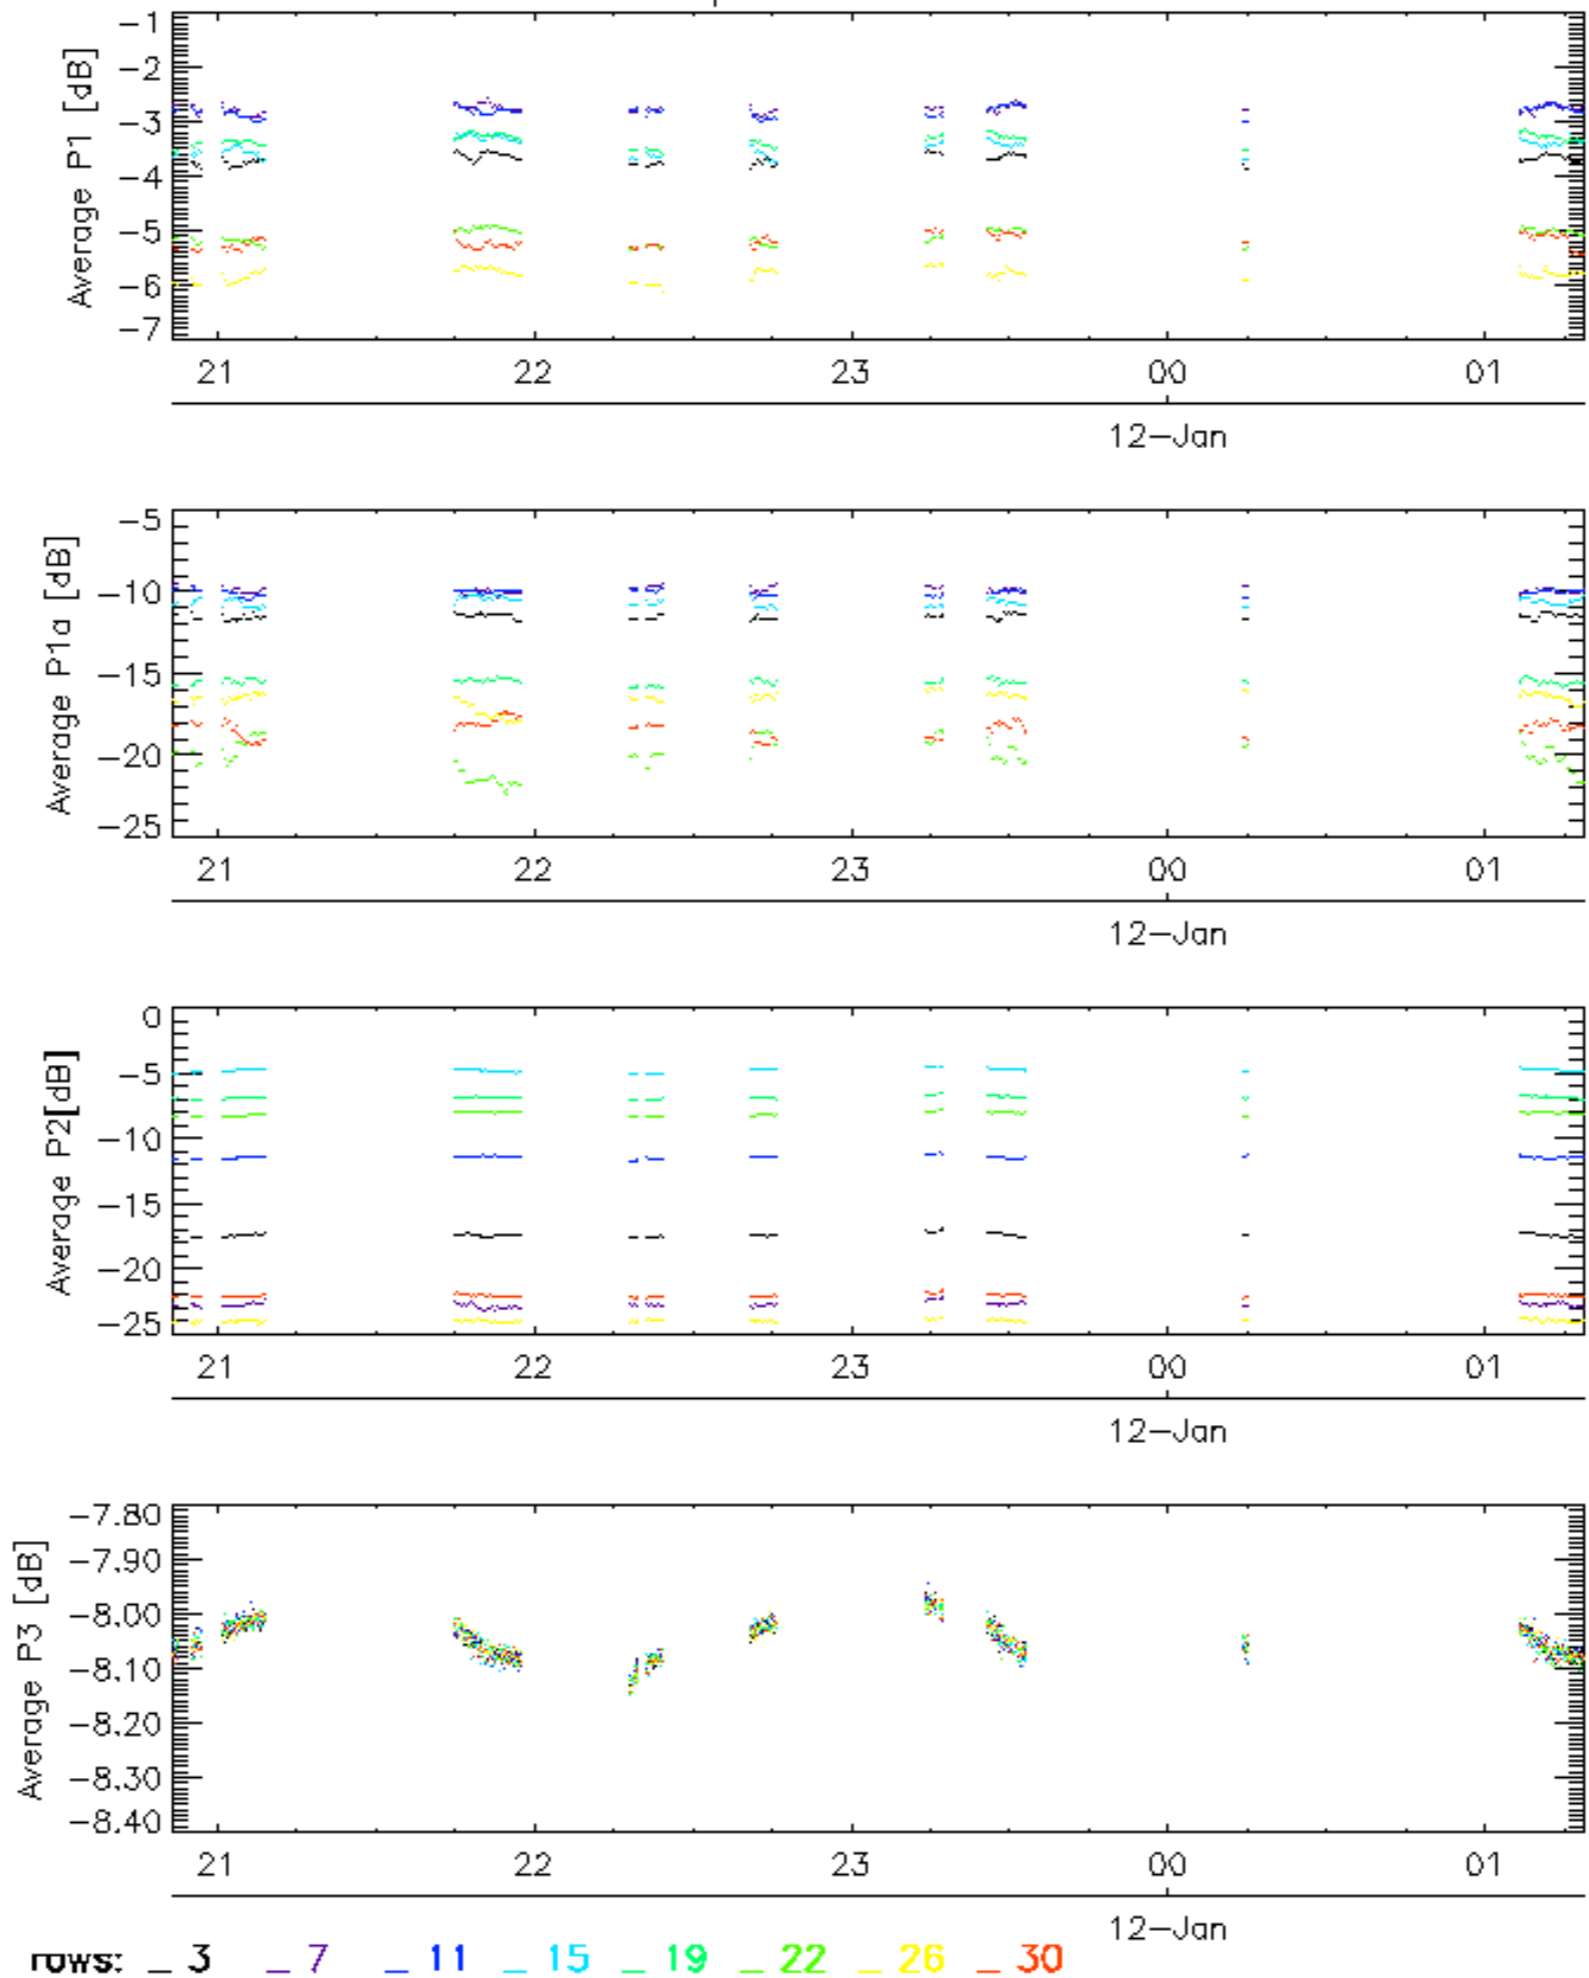 Average P1 [dB]
−1
−2
−3
−4
−5
−6
−7
21 22 23 00 01
12−Jan
Average P1a [dB]
−5
−10
−15
−20
−25
21 22 23 00 01
12−Jan
Average P2[dB]
0
−5
−10
−15
−20
−25
21 22 23 00 01
12−Jan
Average P3 [dB]
−7.80
−7.90
−8.00
−8.10
−8.20
−8.30
−8.40
21 22 23 00 01
12−Jan
rows: _ 3 _ 7 _ 11 _ 15 _ 19 _ 22 _ 26 _ 30